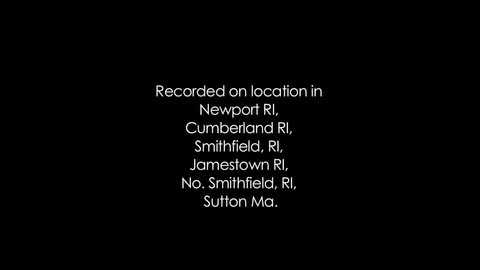 Recorded on location in
Newport RI,
Cumberland RI,
Smithfield, RI,
Jamestown RI,
No. Smithfield, RI,
Sutton Ma.